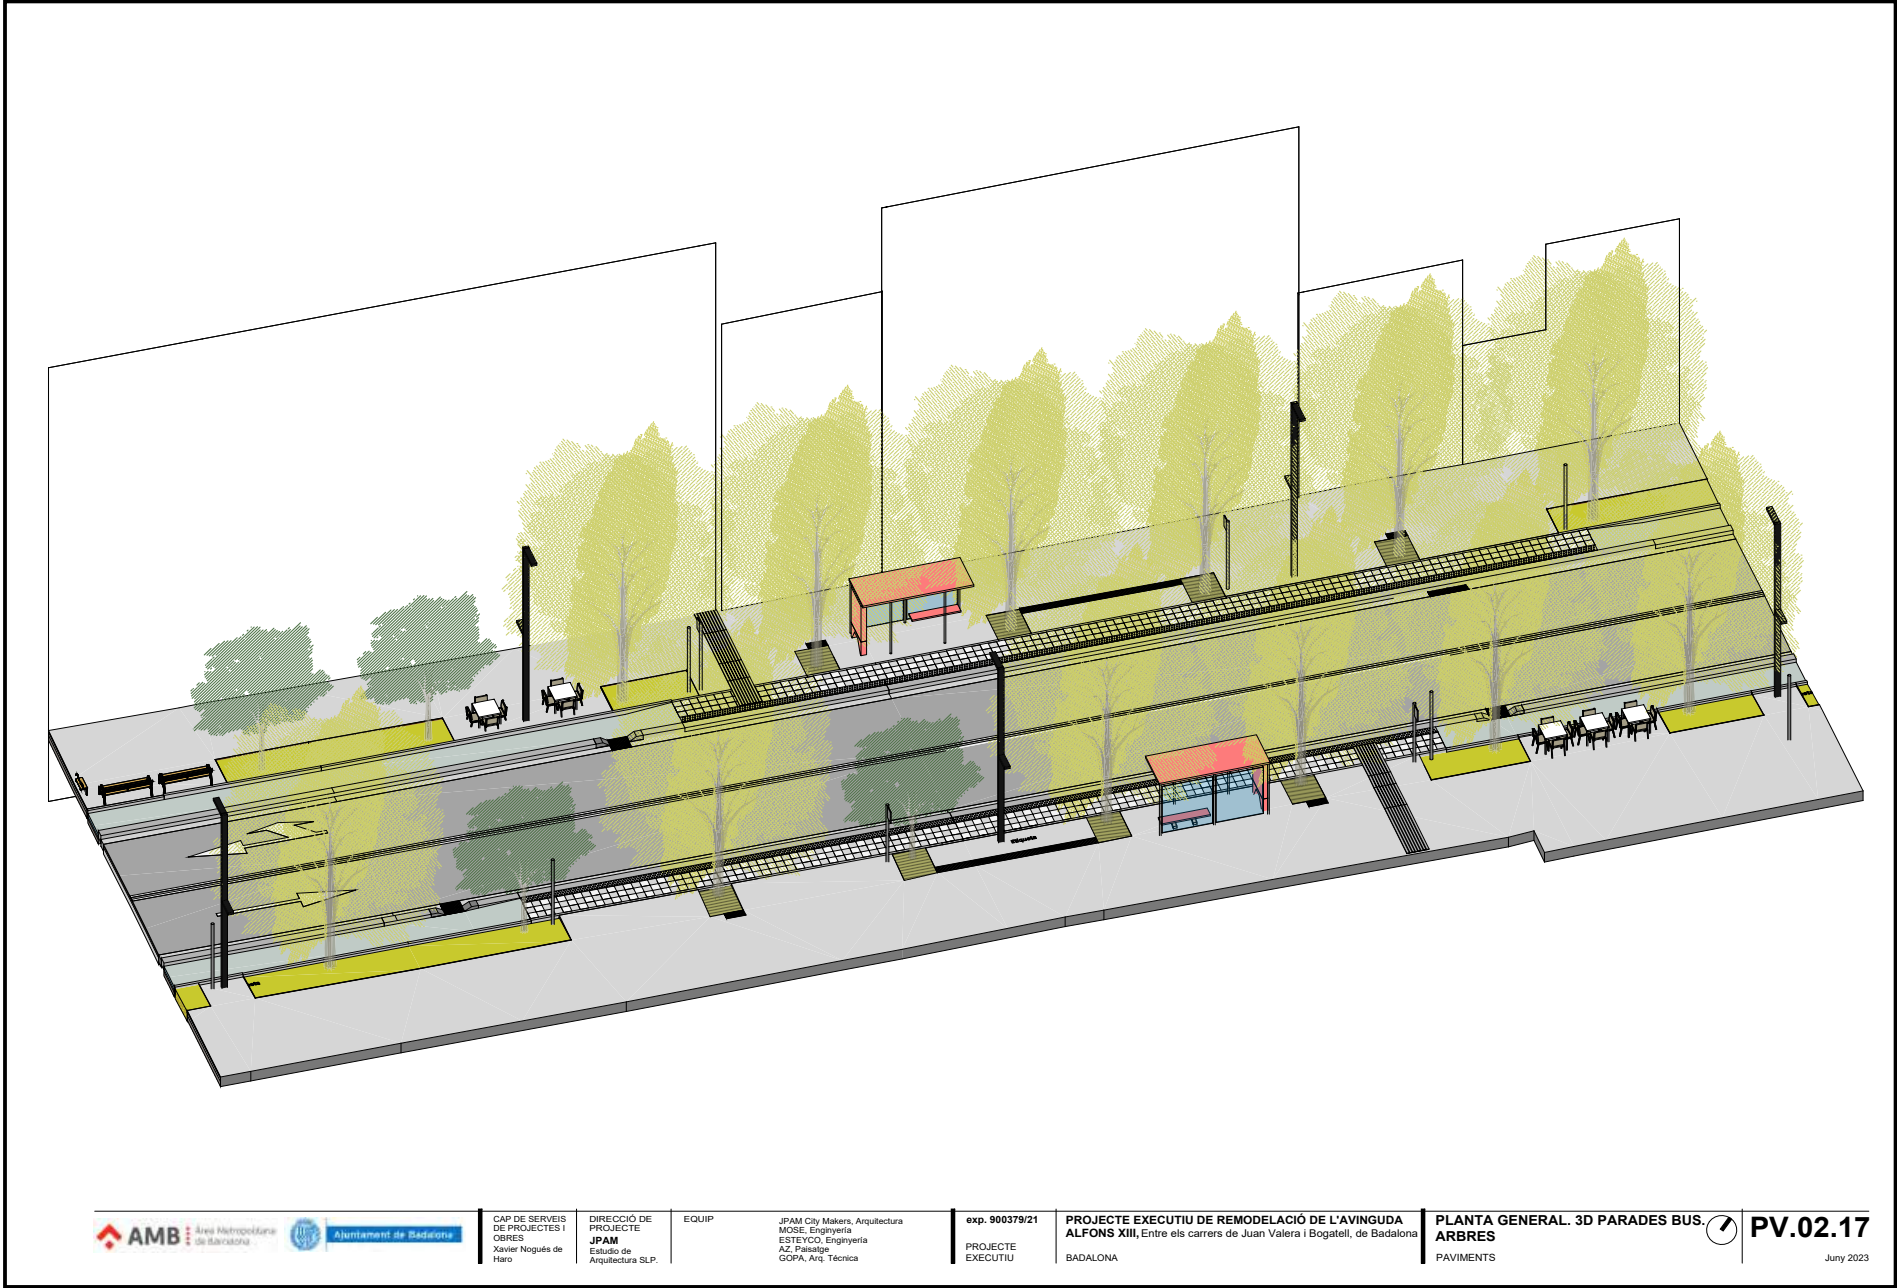 Etiqueta
AMB
Àrea Metropolitana
de Barcelona
Ajuntament de Badalona
CAP DE SERVEIS
DE PROJECTES I
OBRES
Xavier Nogués de
Haro
DIRECCIÓ DE
PROJECTE
JPAM
Estudio de
Arquitectura SLP.
EQUIP
JPAM City Makers, Arquitectura
MOSE, Enginyería
ESTEYCO, Enginyería
AZ, Paisatge
GOPA, Arq. Técnica
exp. 900379/21
PROJECTE
EXECUTIU
PROJECTE EXECUTIU DE REMODELACIÓ DE L'AVINGUDA
ALFONS XIII, Entre els carrers de Juan Valera i Bogatell, de Badalona
BADALONA
PLANTA GENERAL. 3D PARADES BUS.
ARBRES
PAVIMENTS
PV.02.17
Juny 2023